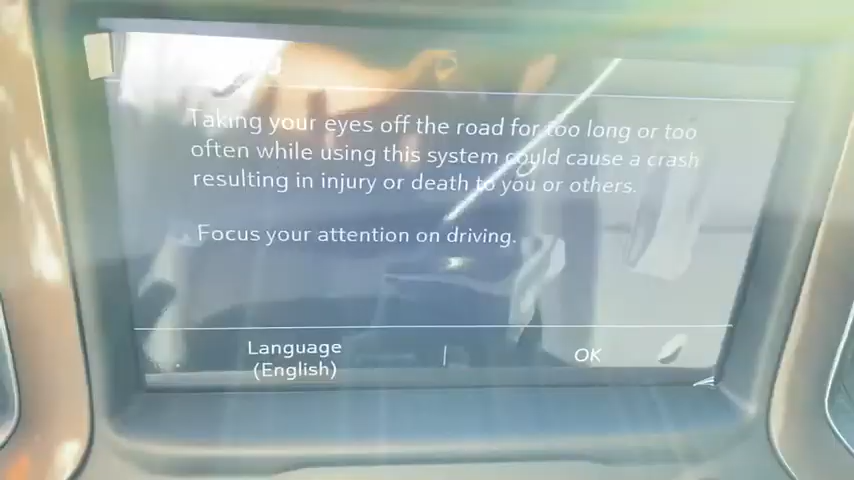 Taking your eyes off the road for too long or too
often while using this system could cause a crash
resulting in injury or death to you or others.
Focus your attention on driving.
Language
(English)
OK